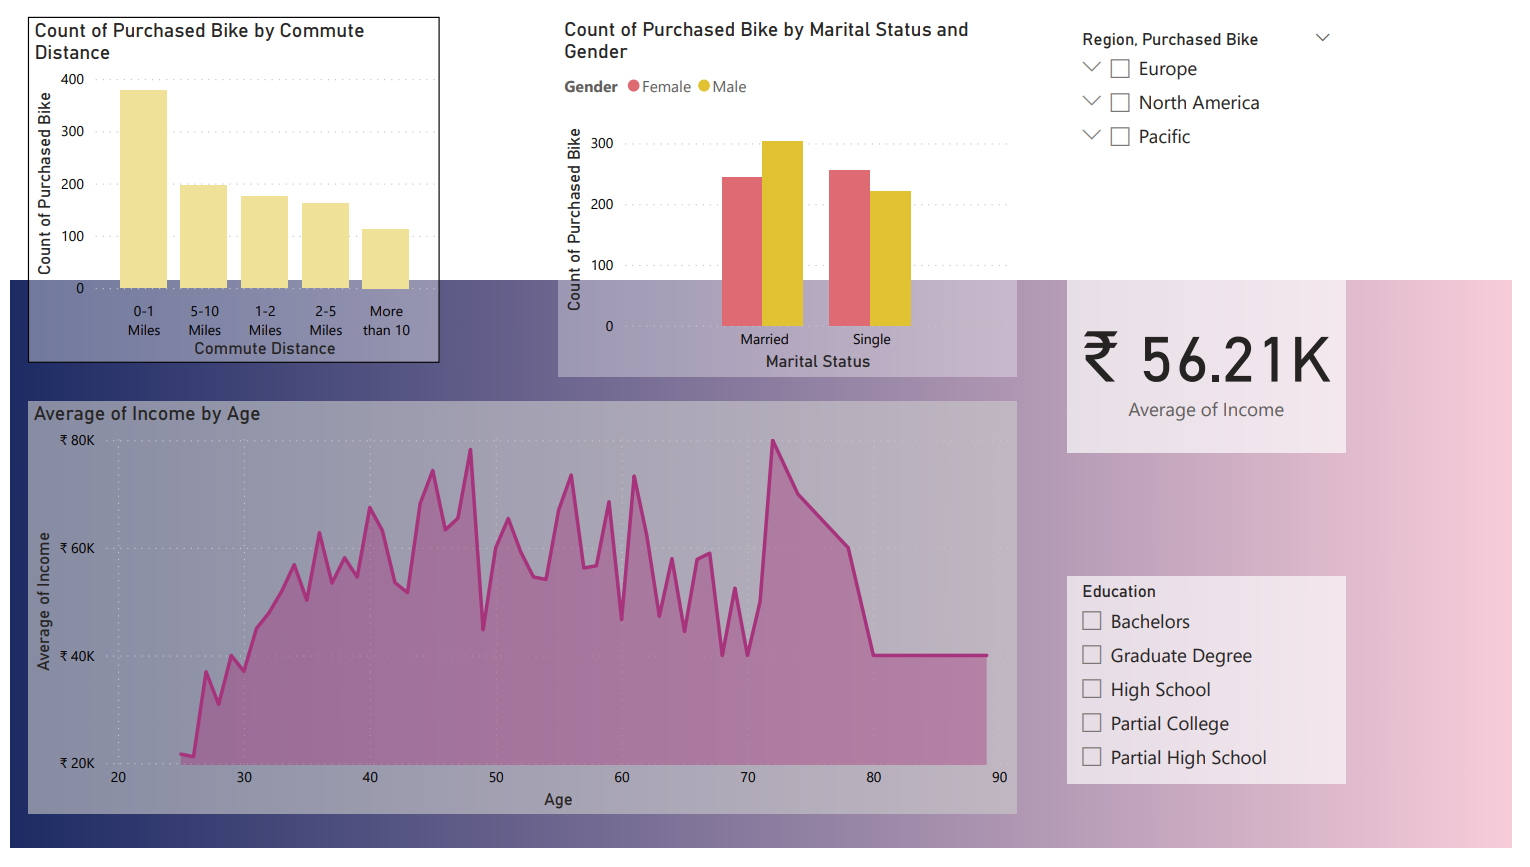 Count of Purchased Bike by Commute
Distance
Count of Purchased Bike
400
300
200
100
0
0-1
Miles
5-10
Miles
1-2
Miles
2-5
Miles
More
than 10
Commute Distance
Count of Purchased Bike by Marital Status and
Gender
Gender Female Male
Count of Purchased Bike
300
200
100
0
Married Single
Marital Status
Region, Purchased Bike
Europe
North America
Pacific
₹ 56.21K
Average of Income
Average of Income by Age
Average of Income
₹ 80K
₹ 60K
₹ 40K
₹ 20K
20 30 40 50 60 70 80 90
Age
Education
Bachelors
Graduate Degree
High School
Partial College
Partial High School